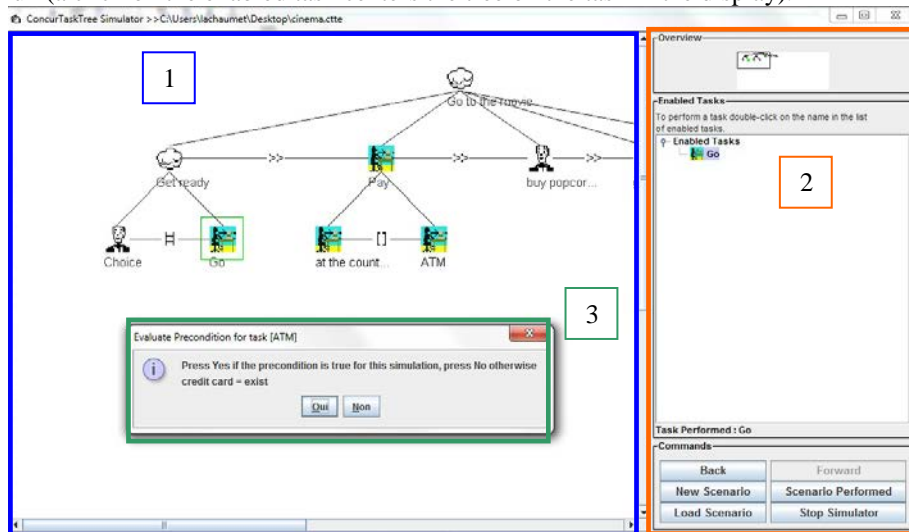 ConcurTaskTree Simulator >>C:\Users\lachaumet\Desktop\cinema.ctte
1
Go to the movie
Get ready
>>
Pay
>>
buy popcor...
>>
Choice
Go
at the count...
[]
ATM
3
Evaluate Precondition for task [ATM]
Press Yes if the precondition is true for this simulation, press No otherwise
credit card = exist
Oui
Non
Overview
Enabled Tasks
To perform a task double-click on the name in the list
of enabled tasks.
Enabled Tasks
Go
2
Task Performed : Go
Commands
Back
Forward
New Scenario
Scenario Performed
Load Scenario
Stop Simulator